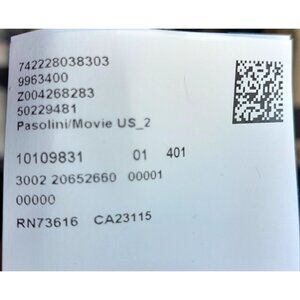 742228038303
9963400
Z004268283
50229481
Pasolini/Movie US_2
10109831 01 401
3002 20652660 00001
00000
RN73616 CA23115